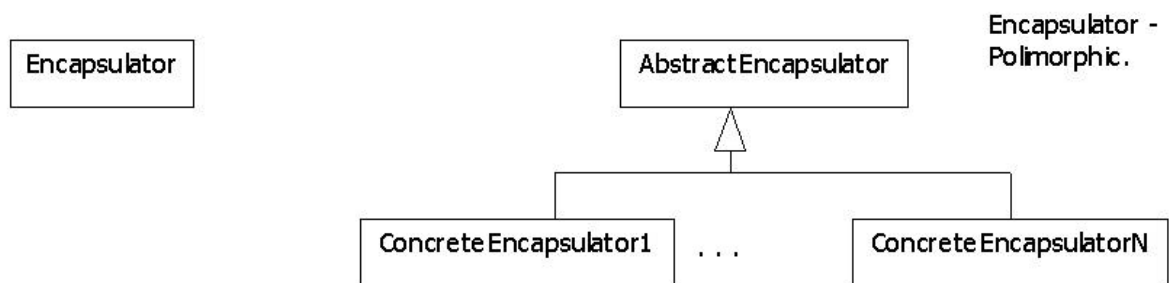 Encapsulator
AbstractEncapsulator
Encapsulator -
Polimorphic.
ConcreteEncapsulator1
. . .
ConcreteEncapsulatorN